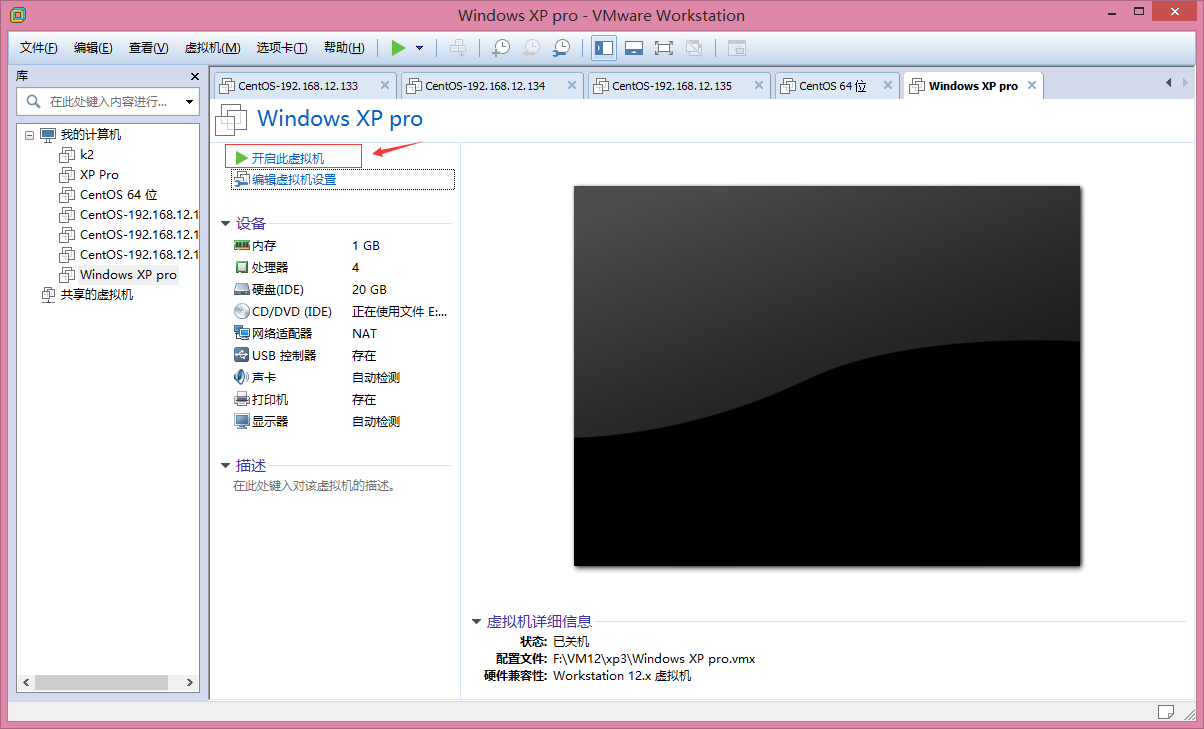 Windows XP pro - VMware Workstation
文件(F) 编辑(E) 查看(V) 虚拟机(M) 选项卡(T) 帮助(H)
库
在此处键入内容进行...
我的计算机
k2
XP Pro
CentOS 64 位
CentOS-192.168.12.1
CentOS-192.168.12.1
CentOS-192.168.12.1
Windows XP pro
共享的虚拟机
CentOS-192.168.12.133
CentOS-192.168.12.134
CentOS-192.168.12.135
CentOS 64 位
Windows XP pro
Windows XP pro
开启此虚拟机
编辑虚拟机设置
设备
内存 1 GB
处理器 4
硬盘(IDE) 20 GB
CD/DVD (IDE) 正在使用文件 E:...
网络适配器 NAT
USB 控制器 存在
声卡 自动检测
打印机 存在
显示器 自动检测
描述
在此处键入对该虚拟机的描述。
虚拟机详细信息
状态: 已关机
配置文件: F:\VM12\xp3\Windows XP pro.vmx
硬件兼容性: Workstation 12.x 虚拟机